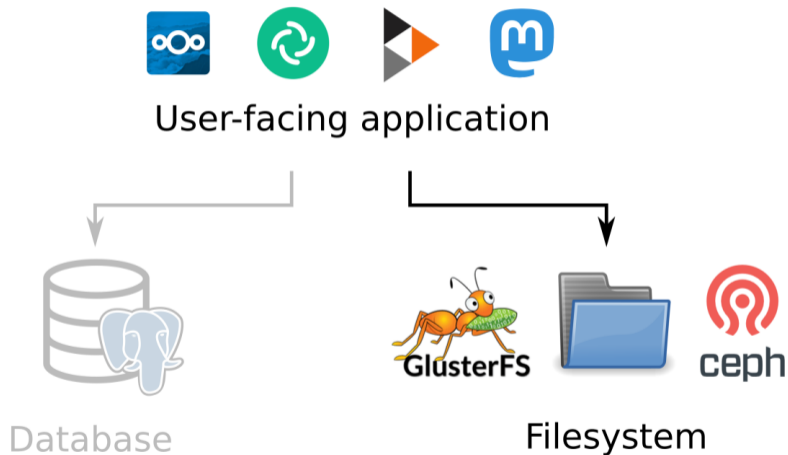 m
User-facing application
GlusterFS
ceph
Database
Filesystem